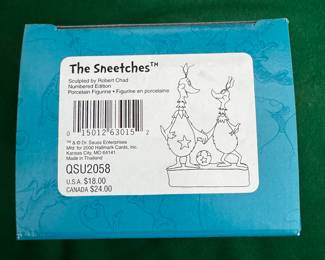 The Sneetches™
Sculpted by Robert Chad
Numbered Edition
Porcelain Figurine • Figurine en porcelaine
0 15012 63015 2
™ & © Dr. Seuss Enterprises
Mfd. for 2000 Hallmark Cards, Inc.
Kansas City, MO 64141
Made in Thailand
QSU2058
U.S.A. $18.00
CANADA $24.00